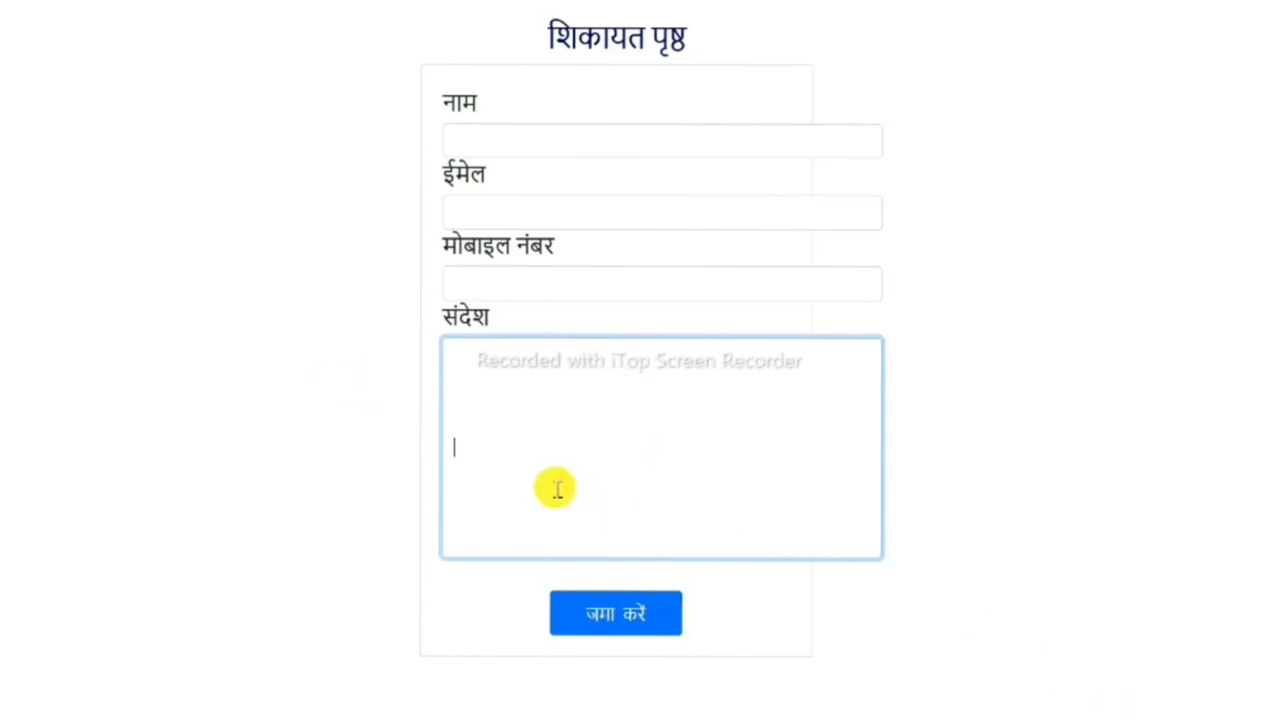 शिकायत पृष्ठ
नाम
ईमेल
मोबाइल नंबर
संदेश
Recorded with iTop Screen Recorder
जमा करें